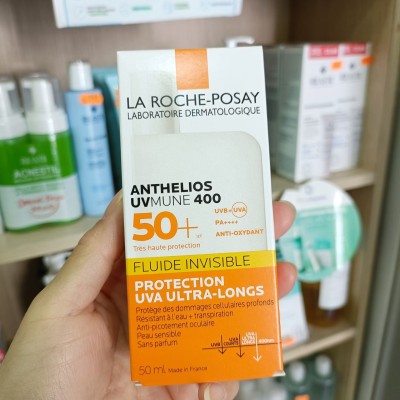 LA ROCHE-POSAY
LABORATOIRE DERMATOLOGIQUE
ANTHELIOS
UVMUNE 400
50+
Très haute protection
UVB + UVA
PA++++
ANTI-OXYDANT
FLUIDE INVISIBLE
PROTECTION
UVA ULTRA-LONGS
Protège des dommages cellulaires profonds
Résistant à l'eau + transpiration
Anti-picotement oculaire
Peau sensible
Sans parfum
50 ml Made in France
ACNESTIL